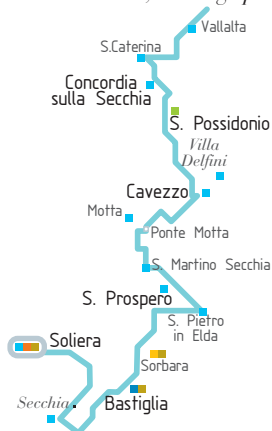 Vallalta
S.Caterina
Concordia
sulla Secchia
S. Possidonio
Villa
Delfini
Cavezzo
Motta
Ponte Motta
S. Martino Secchia
S. Prospero
S. Pietro
in Elda
Soliera
Sorbara
Secchia
Bastiglia